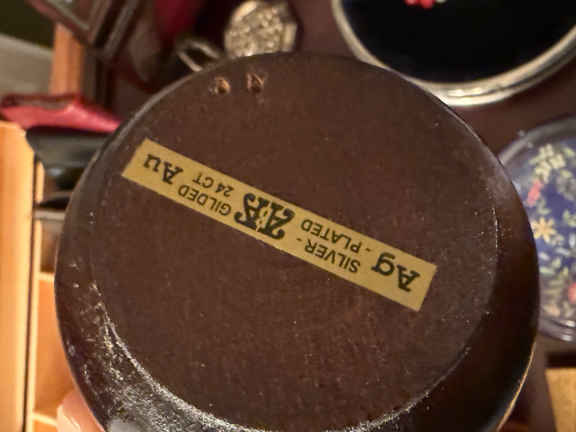 Ag - SILVER-PLATED
GILDED 24 CT Au